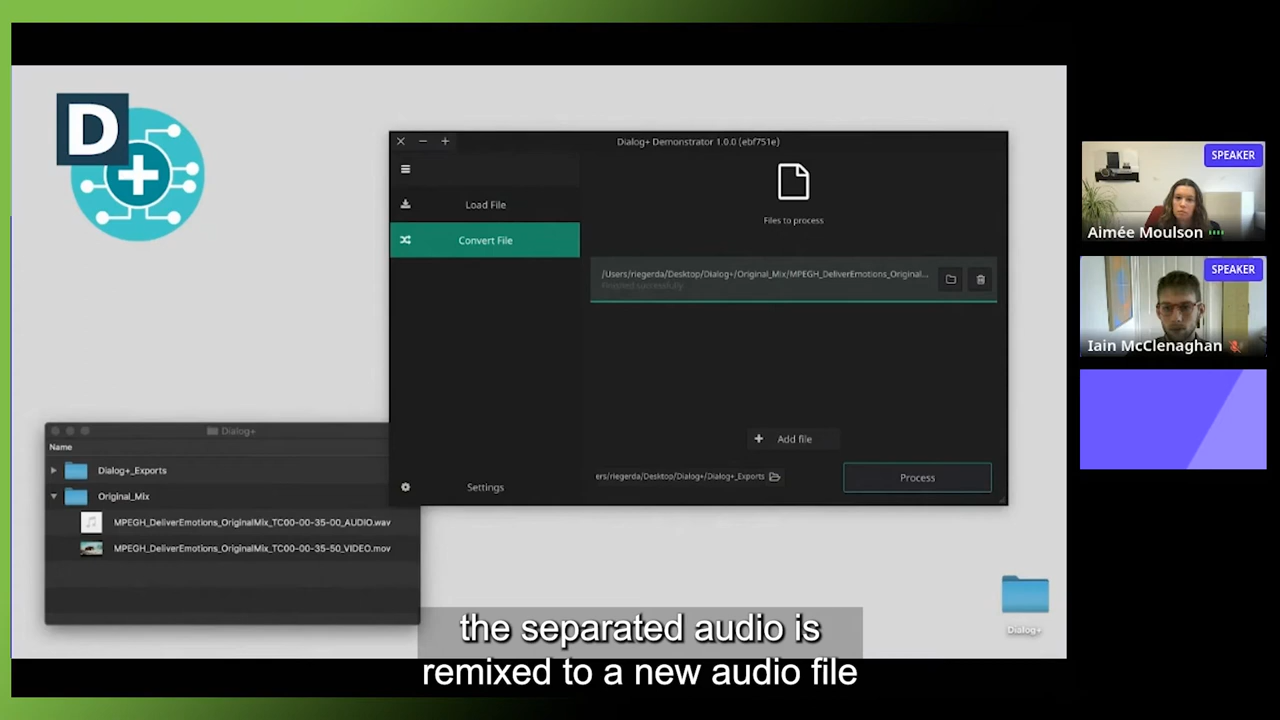 D
Dialog+ Demonstrator 1.0.0 (ebf751e)
Load File
Convert File
Settings
Files to process
/Users/riegerda/Desktop/Dialog+/Original_Mix/MPEGH_DeliverEmotions_Original...
Finished successfully
Add file
ers/riegerda/Desktop/Dialog+/Dialog+_Exports
Process
Dialog+
Name
Dialog+_Exports
Original_Mix
MPEGH_DeliverEmotions_OriginalMix_TC00-00-35-00_AUDIO.wav
MPEGH_DeliverEmotions_OriginalMix_TC00-00-35-50_VIDEO.mov
Dialog+
the separated audio is
remixed to a new audio file
SPEAKER
Aimée Moulson
SPEAKER
Iain McClenaghan